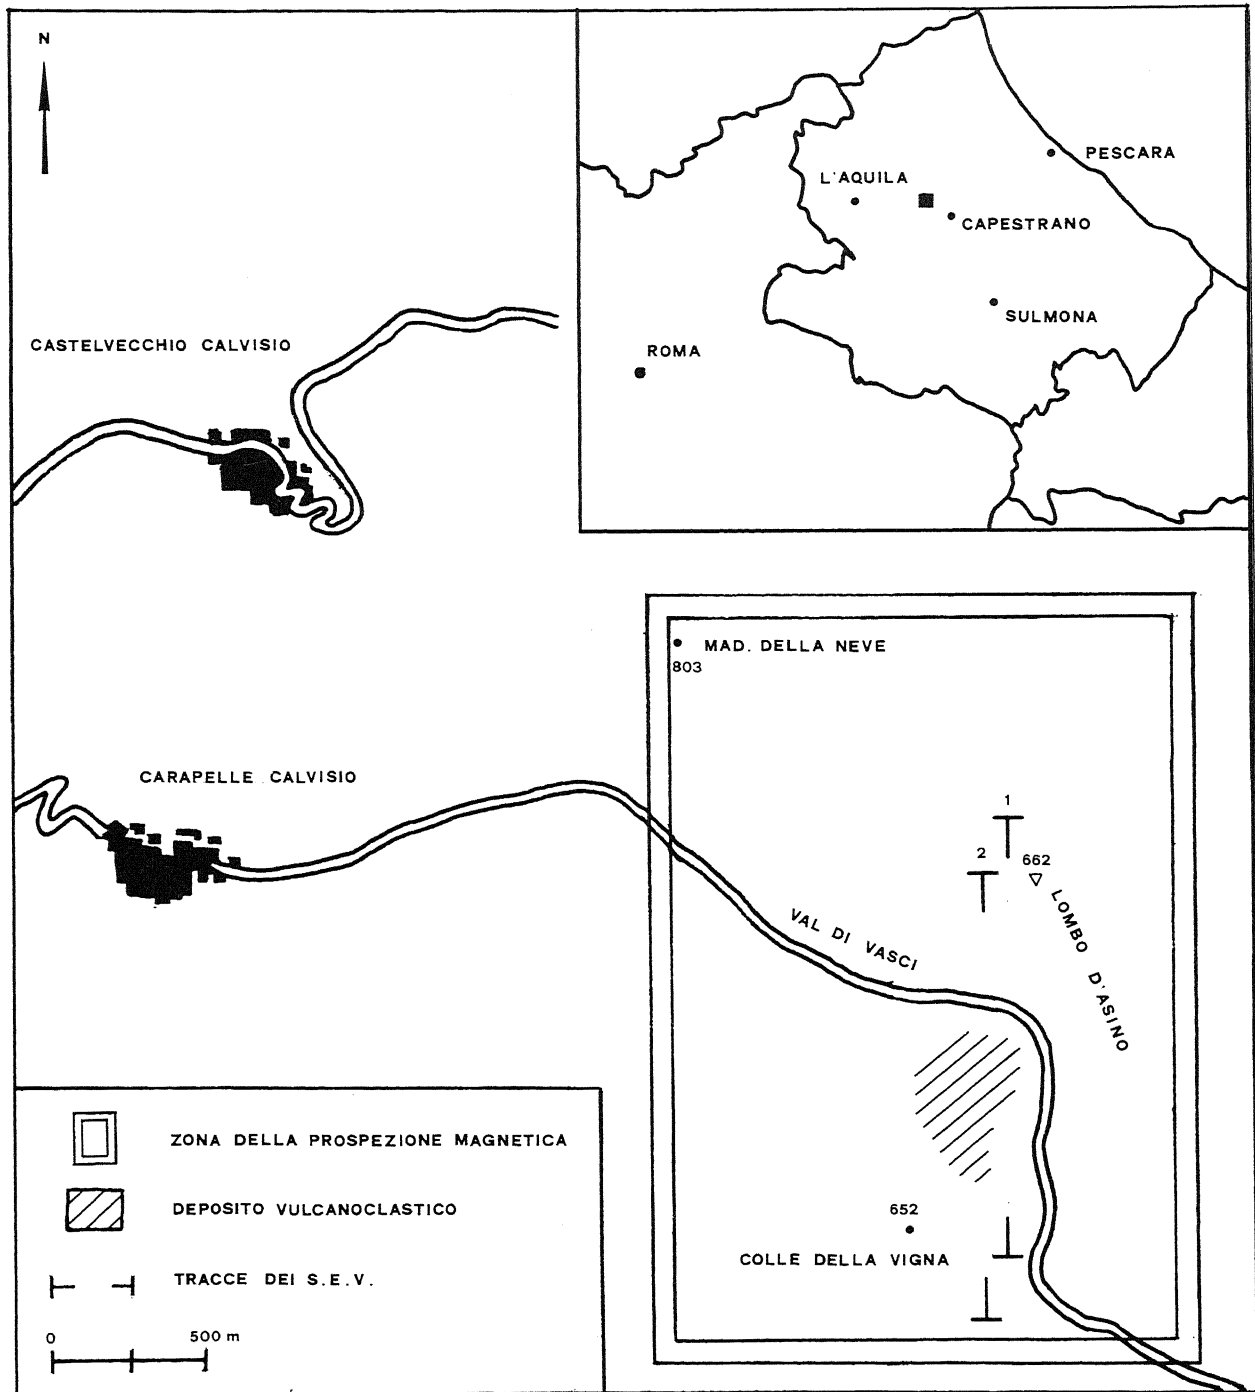 N
PESCARA
L'AQUILA
CAPESTRANO
SULMONA
ROMA
CASTELVECCHIO CALVISIO
MAD. DELLA NEVE
803
CARAPELLE CALVISIO
1
2
662
LOMBO D'ASINO
VAL DI VASCI
652
COLLE DELLA VIGNA
ZONA DELLA PROSPEZIONE MAGNETICA
DEPOSITO VULCANOCLASTICO
TRACCE DEI S.E.V.
0 500 m